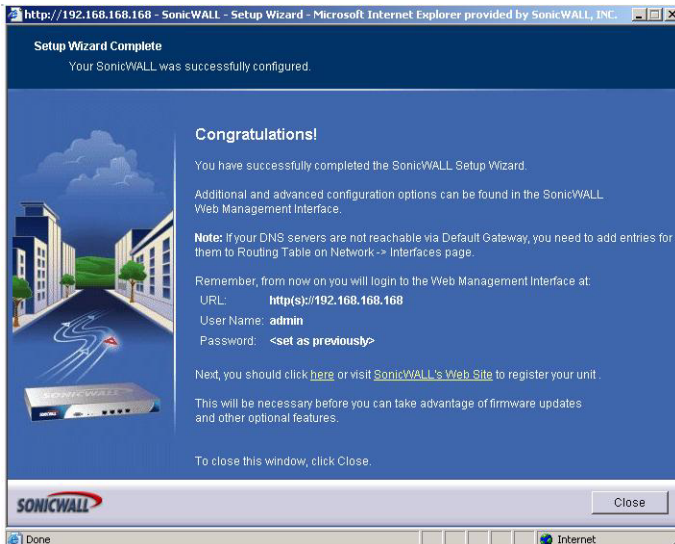 http://192.168.168.168 - SonicWALL - Setup Wizard - Microsoft Internet Explorer provided by SonicWALL, INC.
Setup Wizard Complete
Your SonicWALL was successfully configured.
Congratulations!
You have successfully completed the SonicWALL Setup Wizard.
Additional and advanced configuration options can be found in the SonicWALL
Web Management Interface.
Note: If your DNS servers are not reachable via Default Gateway, you need to add entries for
them to Routing Table on Network -> Interfaces page.
Remember, from now on you will login to the Web Management Interface at:
URL: http(s)://192.168.168.168
User Name: admin
Password: <set as previously>
Next, you should click here or visit SonicWALL's Web Site to register your unit .
This will be necessary before you can take advantage of firmware updates
and other optional features.
To close this window, click Close.
SONICWALL
SONICWALL
Close
Done
Internet